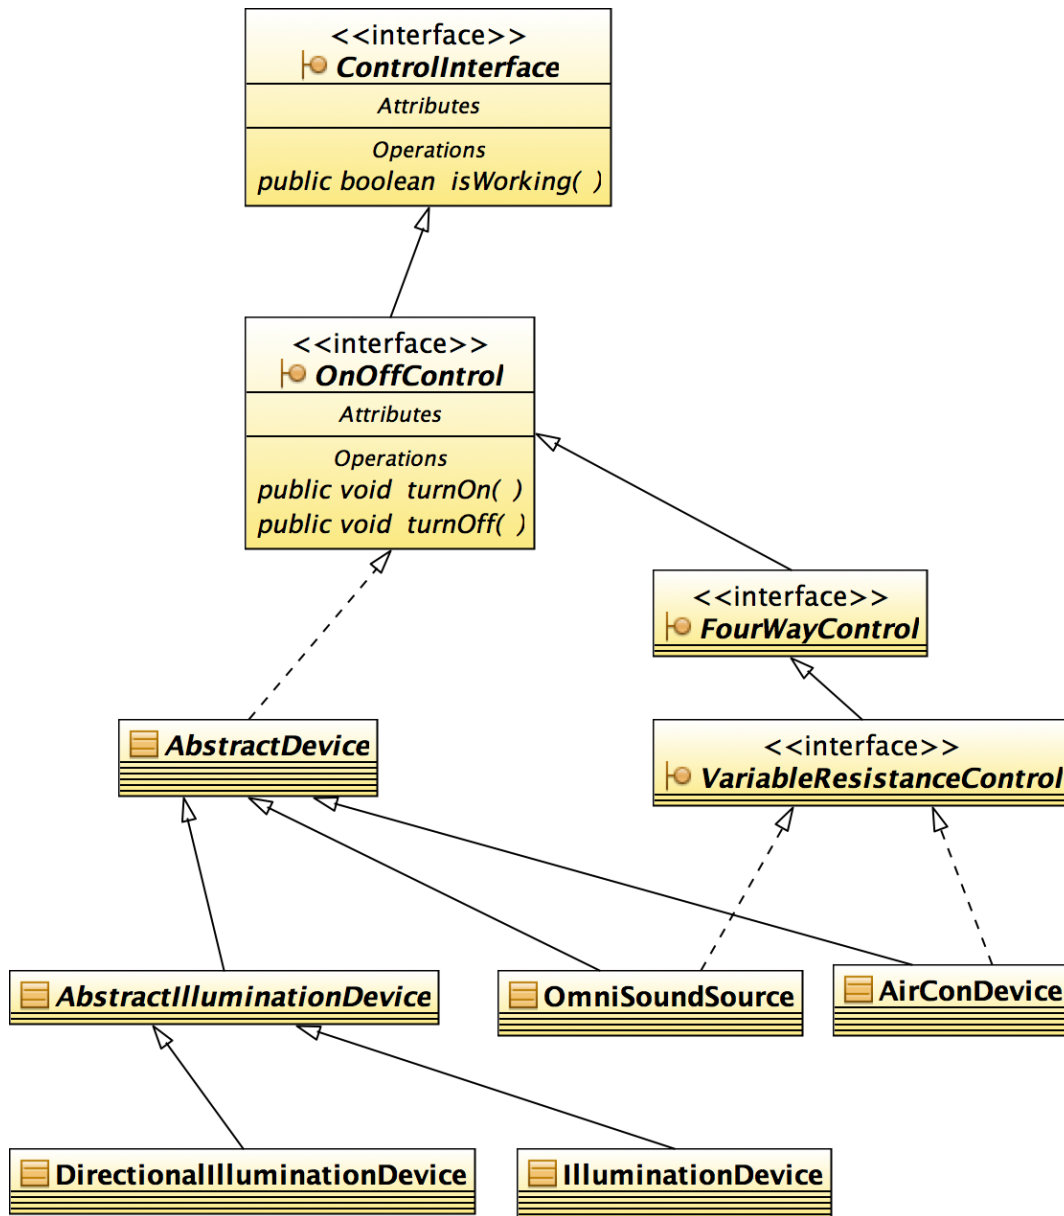 <<interface>>
ControlInterface
Attributes
Operations
public boolean isWorking( )
<<interface>>
OnOffControl
Attributes
Operations
public void turnOn( )
public void turnOff( )
<<interface>>
FourWayControl
AbstractDevice
<<interface>>
VariableResistanceControl
AbstractIlluminationDevice
OmniSoundSource
AirConDevice
DirectionalIlluminationDevice
IlluminationDevice